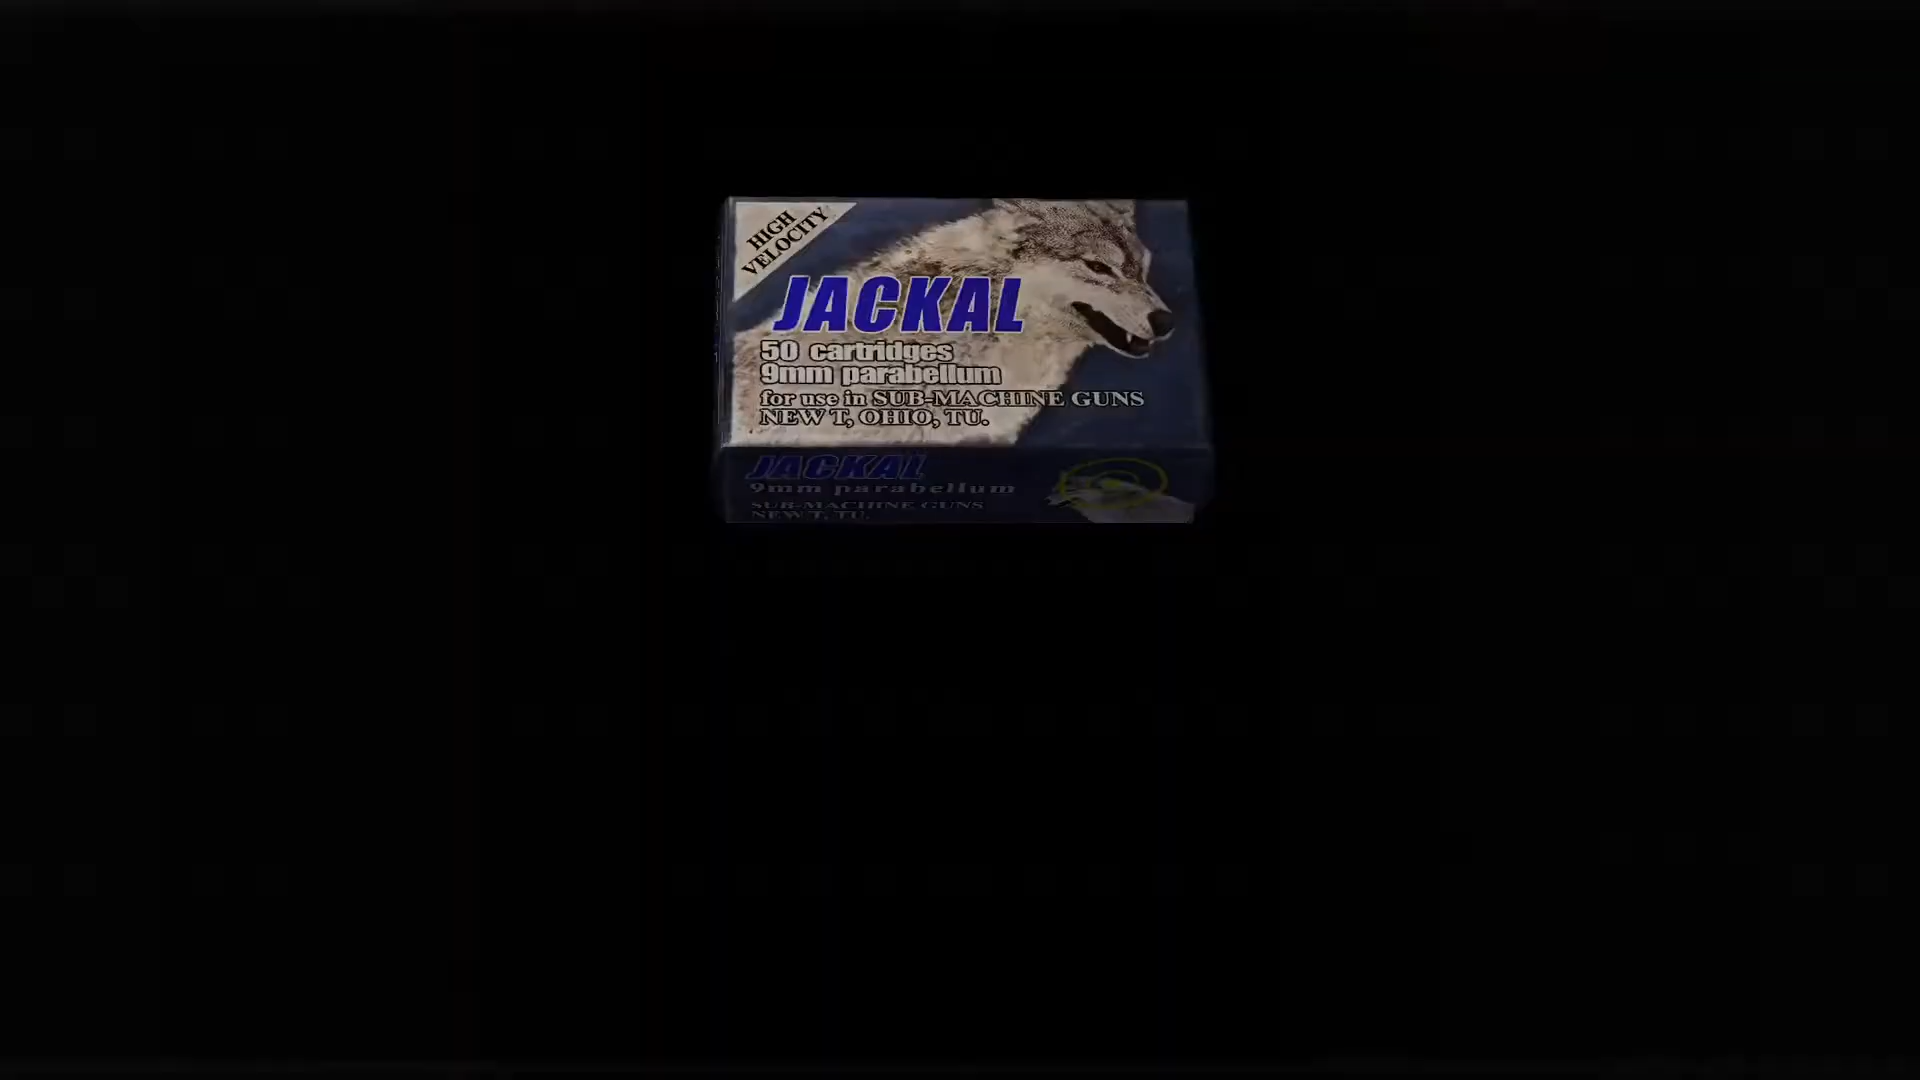 HIGH
VELOCITY
JACKAL
50 cartridges
9mm parabellum
for use in SUB-MACHINE GUNS
NEW T, OHIO, TU.
JACKAL
9mm parabellum
SUB-MACHINE GUNS
NEW T, TU.